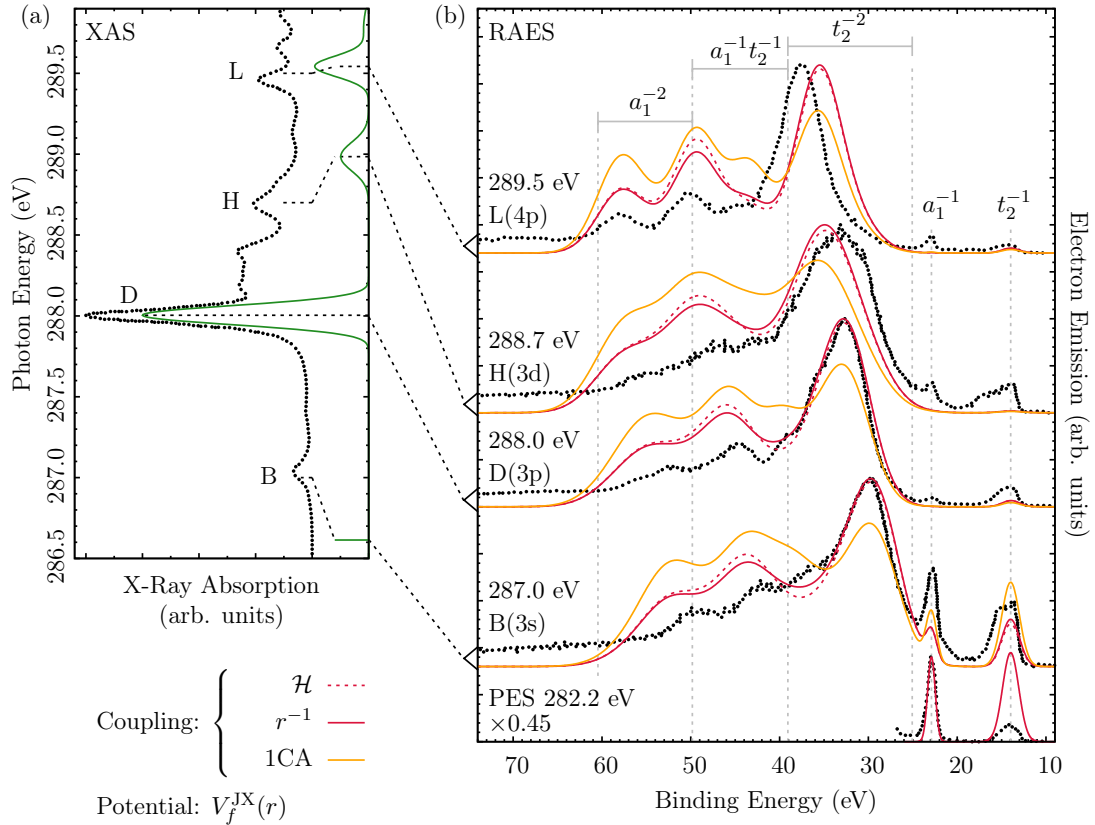 (a)
XAS
L
H
D
B
289.5
289.0
288.5
288.0
287.5
287.0
286.5
Photon Energy (eV)
X-Ray Absorption
(arb. units)
Coupling:
ℋ
r⁻¹
1CA
Potential: V_f^JX(r)
(b)
RAES
t₂⁻²
a₁⁻¹t₂⁻¹
a₁⁻²
289.5 eV
L(4p)
a₁⁻¹
t₂⁻¹
288.7 eV
H(3d)
288.0 eV
D(3p)
287.0 eV
B(3s)
PES 282.2 eV
×0.45
70 60 50 40 30 20 10
Binding Energy (eV)
Electron Emission (arb. units)